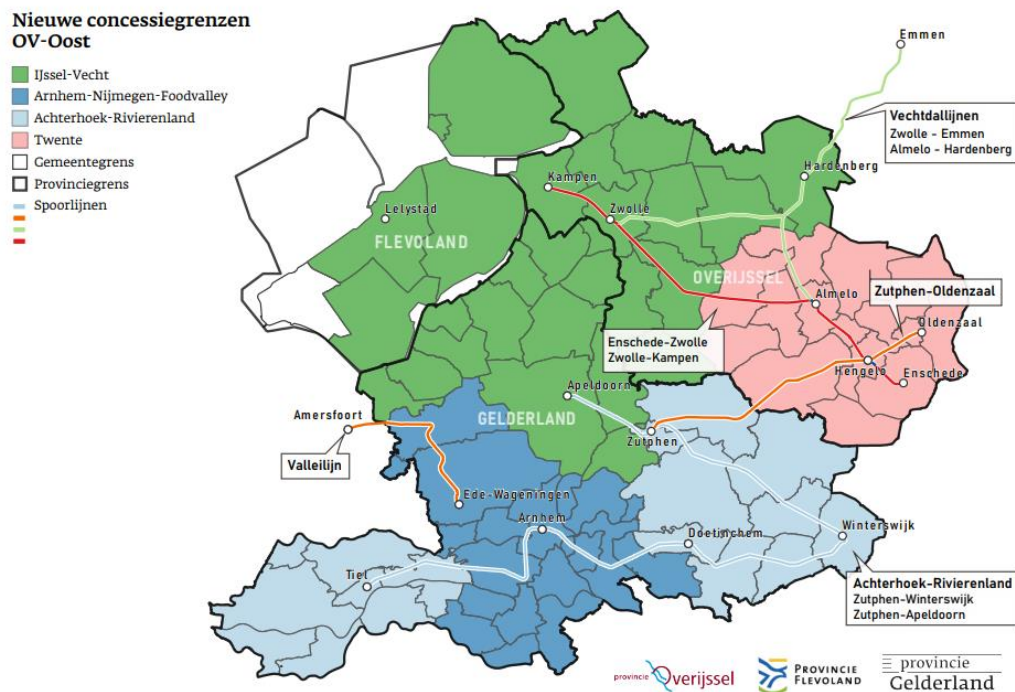 Nieuwe concessiegrenzen
OV-Oost
IJssel-Vecht
Arnhem-Nijmegen-Foodvalley
Achterhoek-Rivierenland
Twente
Gemeentegrens
Provinciegrens
Spoorlijnen
Emmen
Vechtdallijnen
Zwolle - Emmen
Almelo - Hardenberg
Hardenberg
Kampen
Zwolle
Lelystad
FLEVOLAND
OVERIJSSEL
Zutphen-Oldenzaal
Almelo
Oldenzaal
Enschede-Zwolle
Zwolle-Kampen
Hengelo
Enschede
Apeldoorn
Amersfoort
GELDERLAND
Zutphen
Valleilijn
Ede-Wageningen
Arnhem
Doetinchem
Winterswijk
Tiel
Achterhoek-Rivierenland
Zutphen-Winterswijk
Zutphen-Apeldoorn
provincie Overijssel
PROVINCIE
FLEVOLAND
provincie
Gelderland